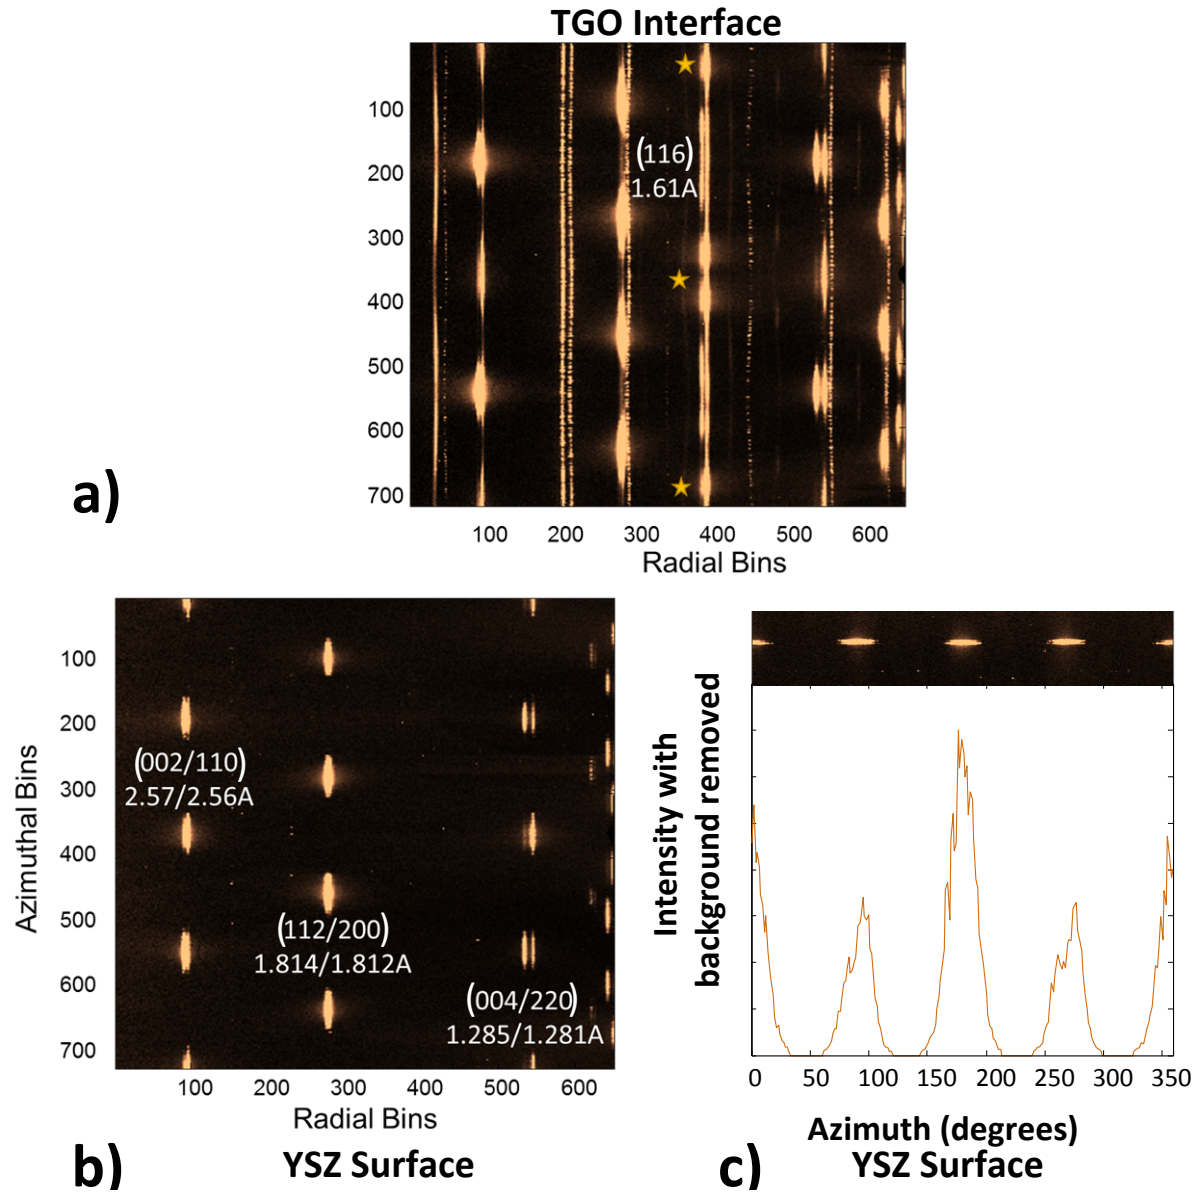 TGO Interface
100
200
300
400
500
600
700
(116)
1.61A
100 200 300 400 500 600
Radial Bins
a)
100
200
300
400
500
600
700
Azimuthal Bins
(002/110)
2.57/2.56A
(112/200)
1.814/1.812A
(004/220)
1.285/1.281A
100 200 300 400 500 600
Radial Bins
b) YSZ Surface
Intensity with
background removed
0 50 100 150 200 250 300 350
Azimuth (degrees)
c) YSZ Surface